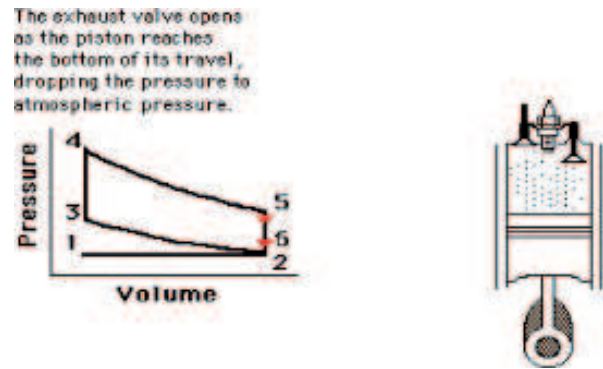 The exhaust valve opens
as the piston reaches
the bottom of its travel,
dropping the pressure to
atmospheric pressure.
4
5
3
1
6
2
Pressure
Volume